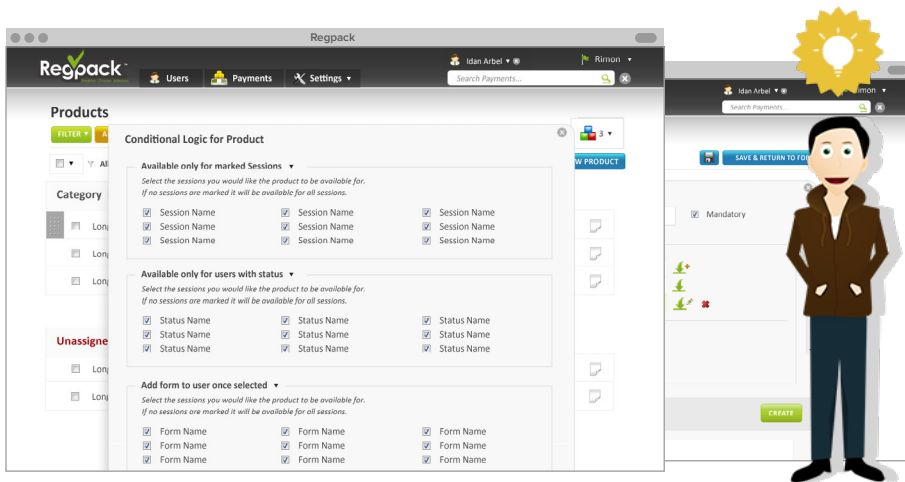 Regpack
Regpack
Users
Payments
Settings
Idan Arbel
Rimon
Search Payments...
Products
FILTER
Conditional Logic for Product
3
All
W PRODUCT
Available only for marked Sessions
Select the sessions you would like the product to be available for.
If no sessions are marked it will be available for all sessions.
Category
Session Name Session Name Session Name
Session Name Session Name Session Name
Session Name Session Name Session Name
Available only for users with status
Select the sessions you would like the product to be available for.
If no sessions are marked it will be available for all sessions.
Status Name Status Name Status Name
Status Name Status Name Status Name
Status Name Status Name Status Name
Unassigne
Add form to user once selected
Select the sessions you would like the product to be available for.
If no sessions are marked it will be available for all sessions.
Form Name Form Name Form Name
Form Name Form Name Form Name
Form Name Form Name Form Name
Idan Arbel
imon
Search Payments...
SAVE & RETURN TO FO
Mandatory
CREATE